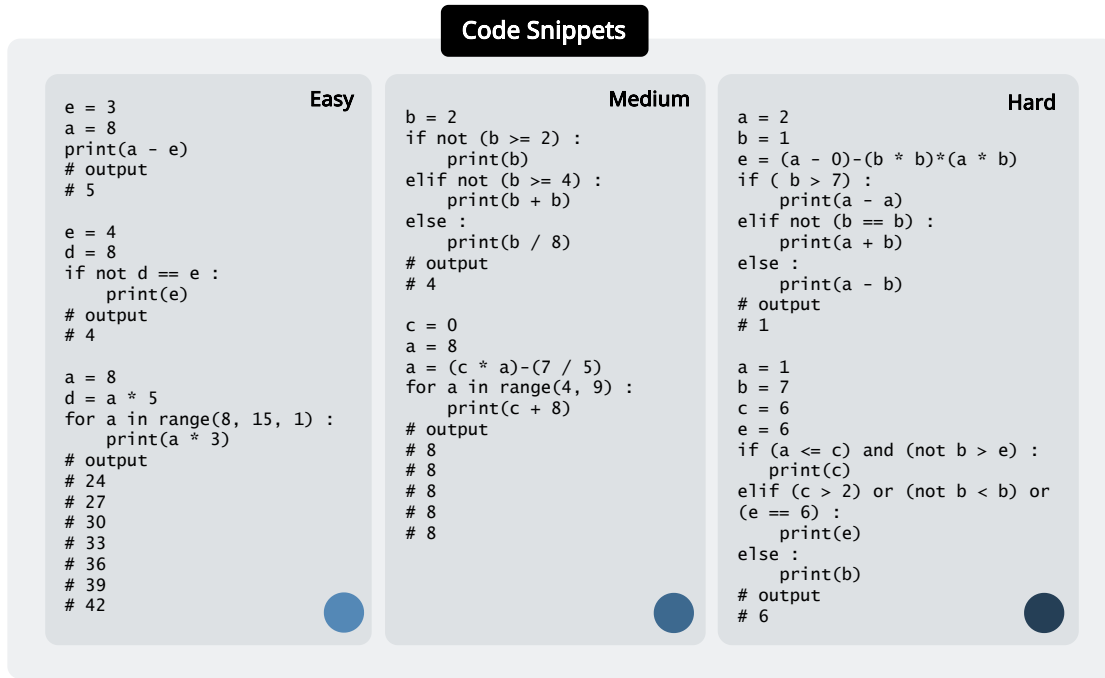 Code Snippets
Easy
e = 3
a = 8
print(a - e)
# output
# 5

e = 4
d = 8
if not d == e :
    print(e)
# output
# 4

a = 8
d = a * 5
for a in range(8, 15, 1) :
    print(a * 3)
# output
# 24
# 27
# 30
# 33
# 36
# 39
# 42

Medium
b = 2
if not (b >= 2) :
    print(b)
elif not (b >= 4) :
    print(b + b)
else :
    print(b / 8)
# output
# 4

c = 0
a = 8
a = (c * a)-(7 / 5)
for a in range(4, 9) :
    print(c + 8)
# output
# 8
# 8
# 8
# 8
# 8

Hard
a = 2
b = 1
e = (a - 0)-(b * b)*(a * b)
if ( b > 7) :
    print(a - a)
elif not (b == b) :
    print(a + b)
else :
    print(a - b)
# output
# 1

a = 1
b = 7
c = 6
e = 6
if (a <= c) and (not b > e) :
   print(c)
elif (c > 2) or (not b < b) or
(e == 6) :
    print(e)
else :
    print(b)
# output
# 6